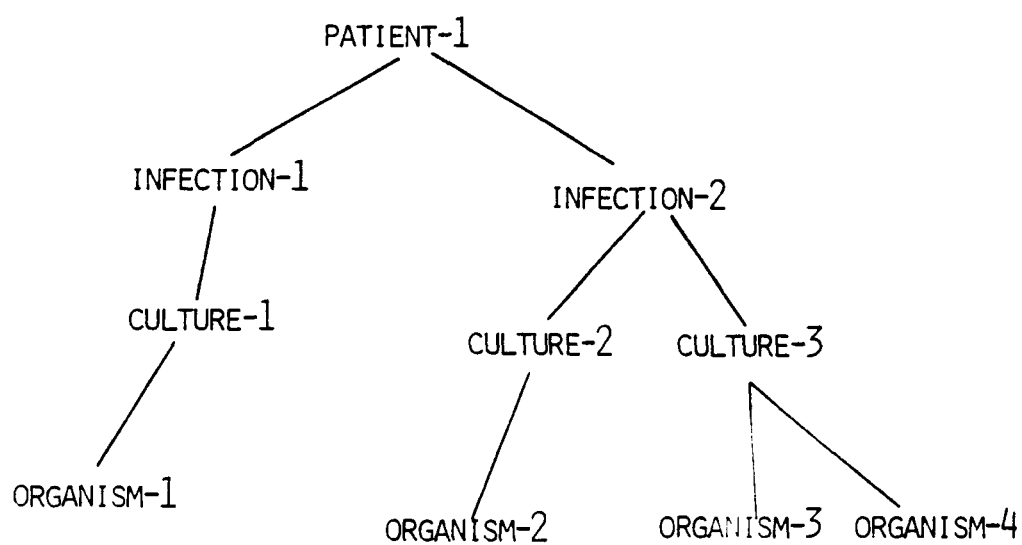 PATIENT-1
INFECTION-1
INFECTION-2
CULTURE-1
CULTURE-2
CULTURE-3
ORGANISM-1
ORGANISM-2
ORGANISM-3
ORGANISM-4